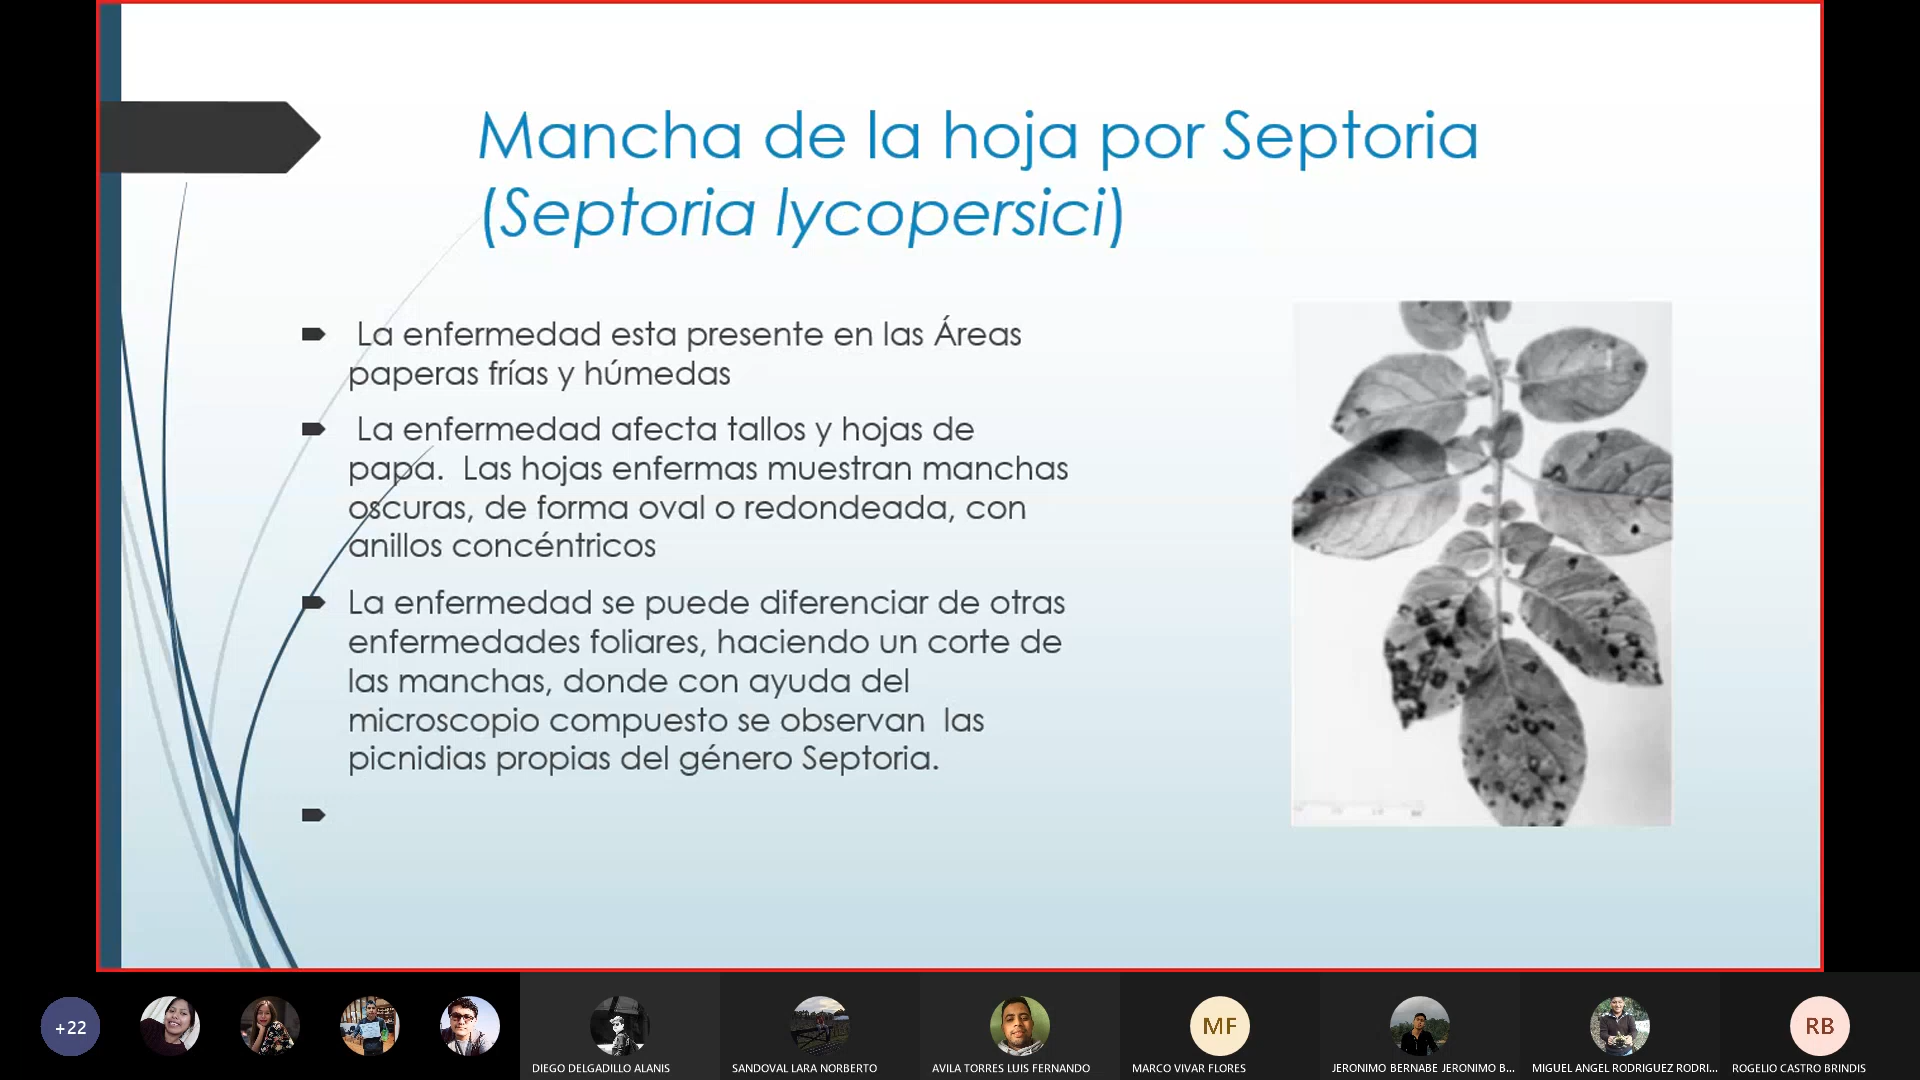 Mancha de la hoja por Septoria
(Septoria lycopersici)
La enfermedad esta presente en las Áreas
paperas frías y húmedas
La enfermedad afecta tallos y hojas de
papa.  Las hojas enfermas muestran manchas
oscuras, de forma oval o redondeada, con
anillos concéntricos
La enfermedad se puede diferenciar de otras
enfermedades foliares, haciendo un corte de
las manchas, donde con ayuda del
microscopio compuesto se observan  las
picnidias propias del género Septoria.
+22
MF
RB
DIEGO DELGADILLO ALANIS
SANDOVAL LARA NORBERTO
AVILA TORRES LUIS FERNANDO
MARCO VIVAR FLORES
JERONIMO BERNABE JERONIMO B...
MIGUEL ANGEL RODRIGUEZ RODRI...
ROGELIO CASTRO BRINDIS